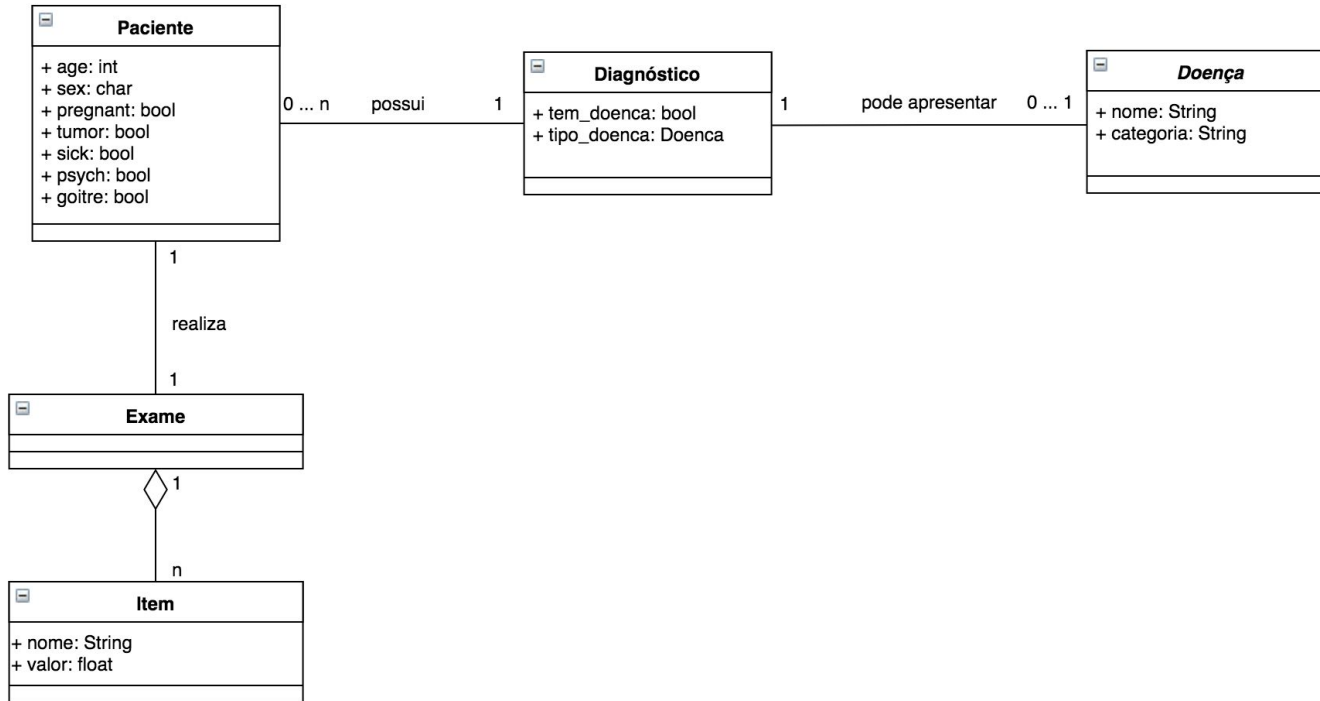 Paciente
+ age: int
+ sex: char
+ pregnant: bool
+ tumor: bool
+ sick: bool
+ psych: bool
+ goitre: bool
0 ... n possui 1
Diagnóstico
+ tem_doenca: bool
+ tipo_doenca: Doenca
1 pode apresentar 0 ... 1
Doença
+ nome: String
+ categoria: String
1
realiza
1
Exame
1
n
Item
+ nome: String
+ valor: float